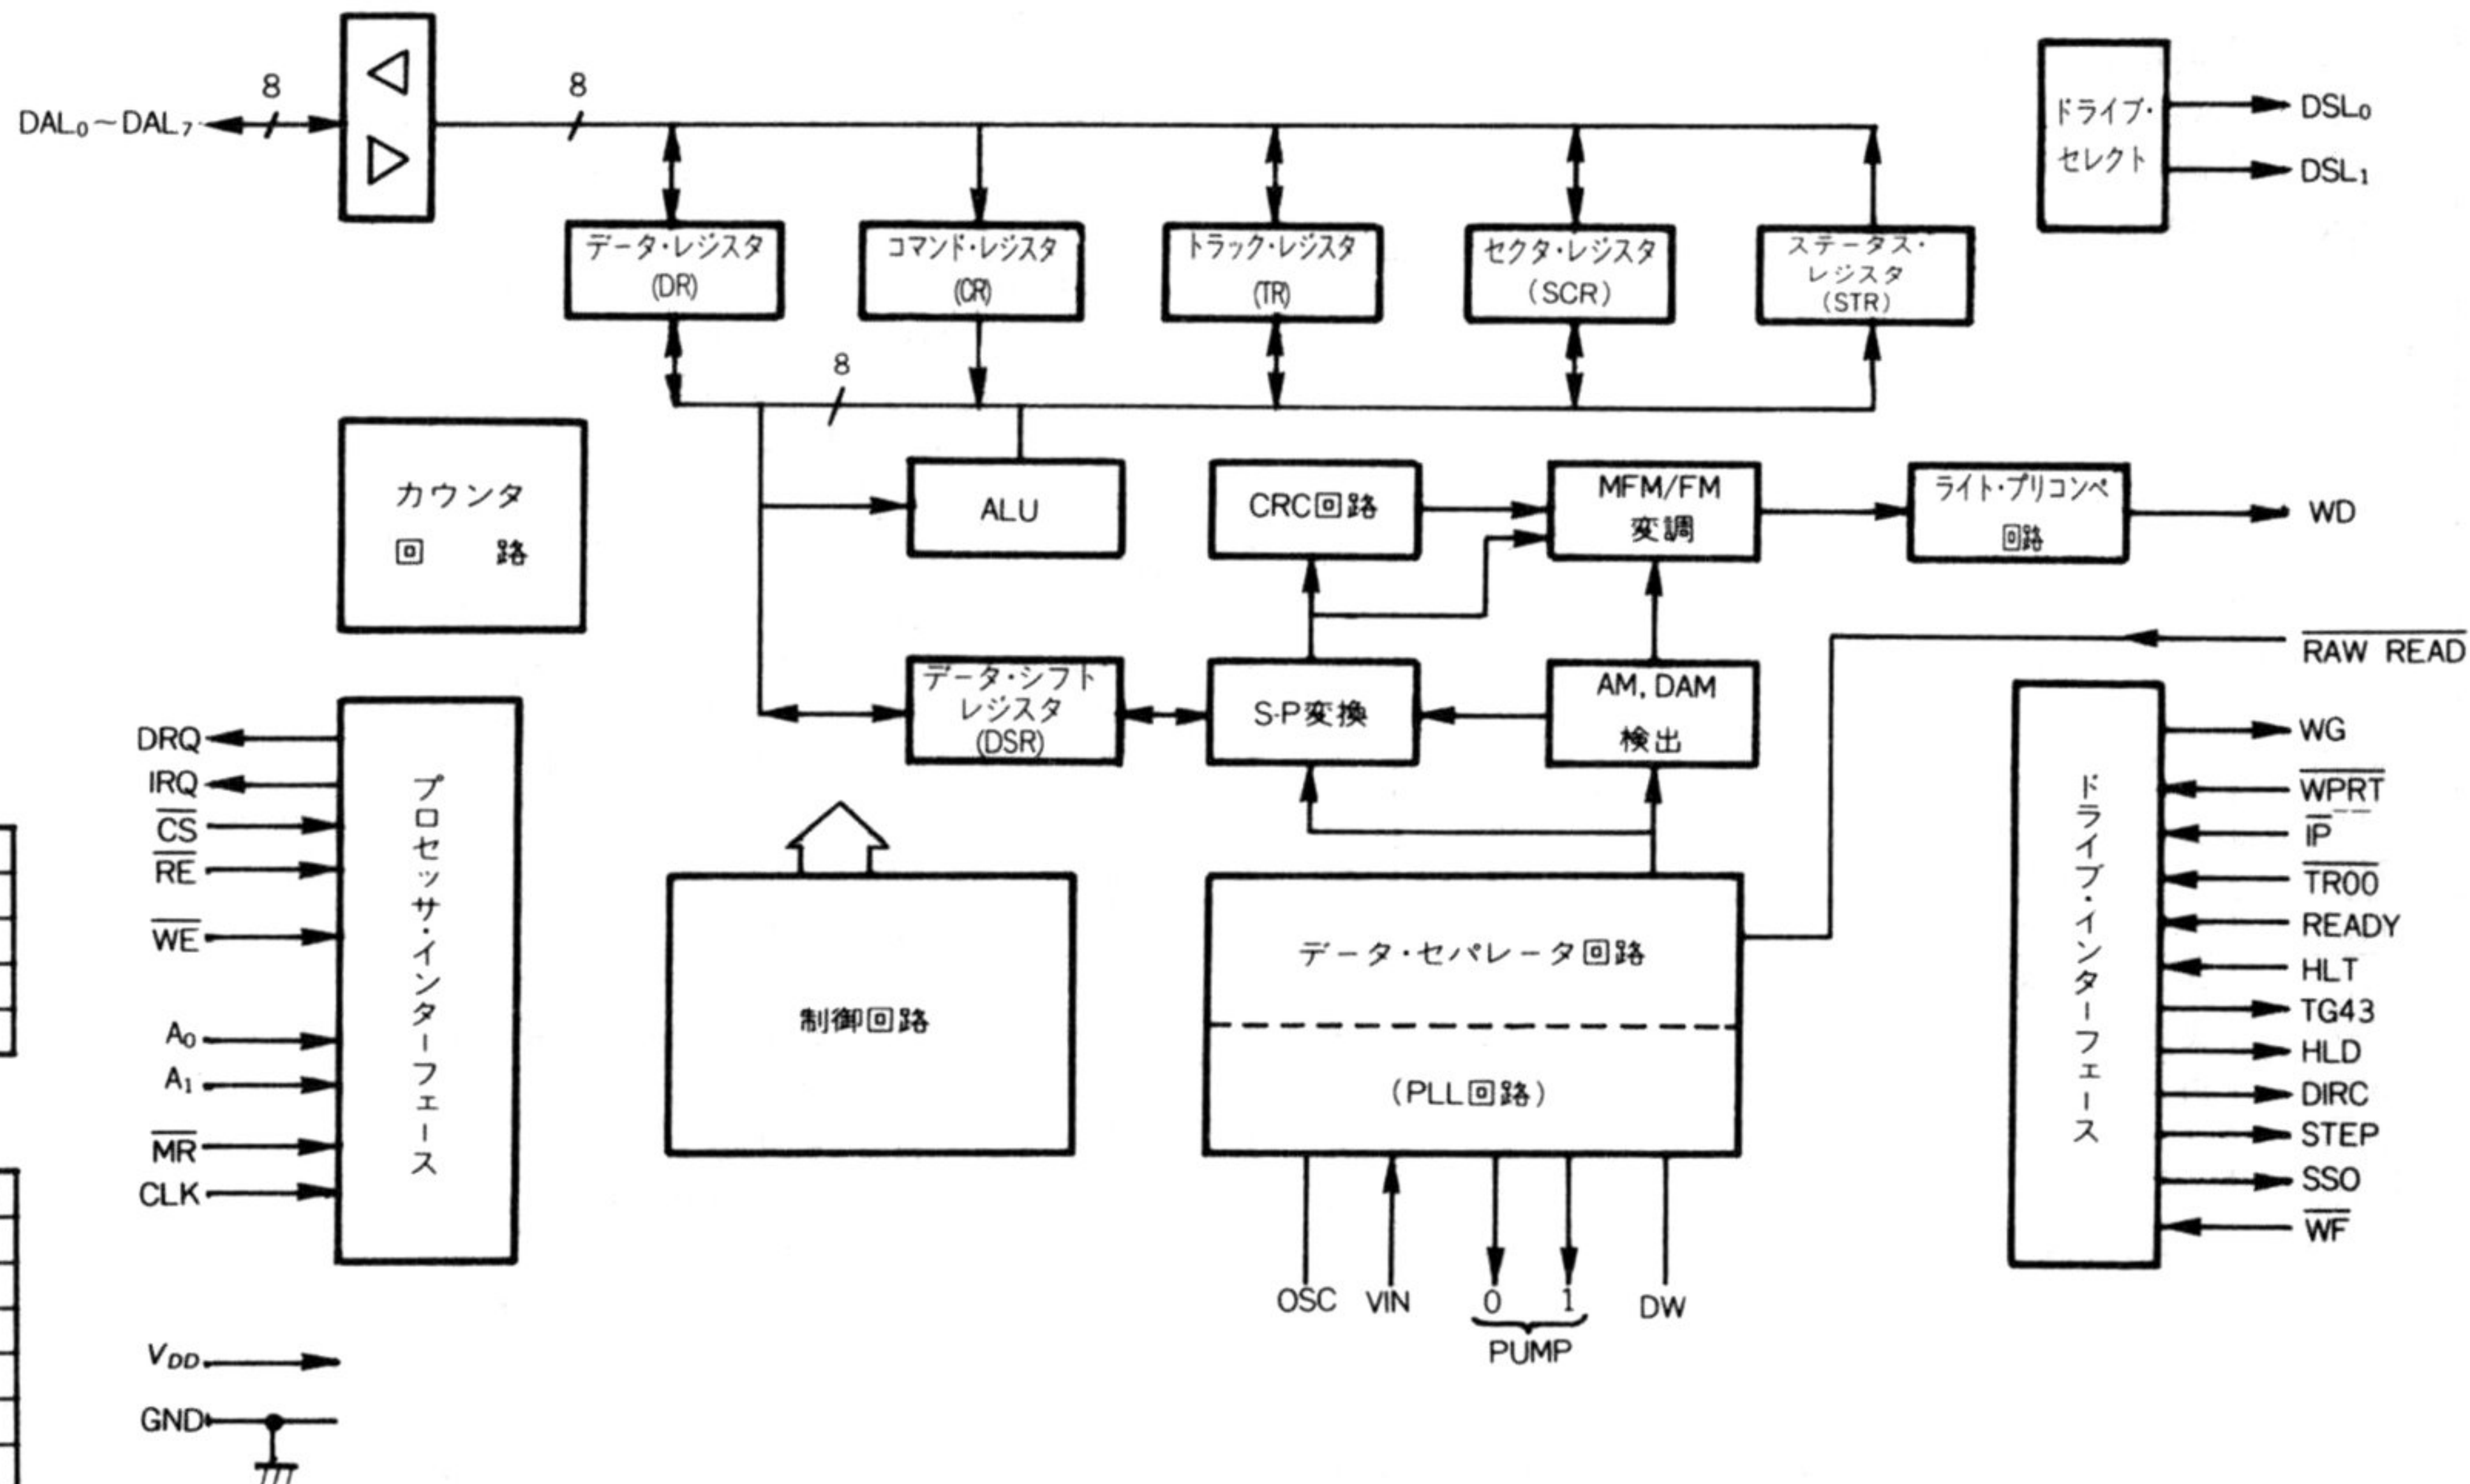 8
8
DAL₀~DAL₇
ドライブ・
セレクト
DSL₀
DSL₁
データ・レジスタ
(DR)
コマンド・レジスタ
(CR)
トラック・レジスタ
(TR)
セクタ・レジスタ
(SCR)
ステータス・
レジスタ
(STR)
8
カウンタ
回路
ALU
CRC回路
MFM/FM
変調
ライト・プリコンペ
回路
WD
RAW READ
データ・シフト
レジスタ
(DSR)
S-P変換
AM, DAM
検出
DRQ
IRQ
CS
RE
WE
A₀
A₁
MR
CLK
プロセッサ・インターフェース
制御回路
データ・セパレータ回路
(PLL回路)
ドライブ・インターフェース
WG
WPRT
IP
TR00
READY
HLT
TG43
HLD
DIRC
STEP
SSO
WF
OSC
VIN
0
1
DW
PUMP
VDD
GND